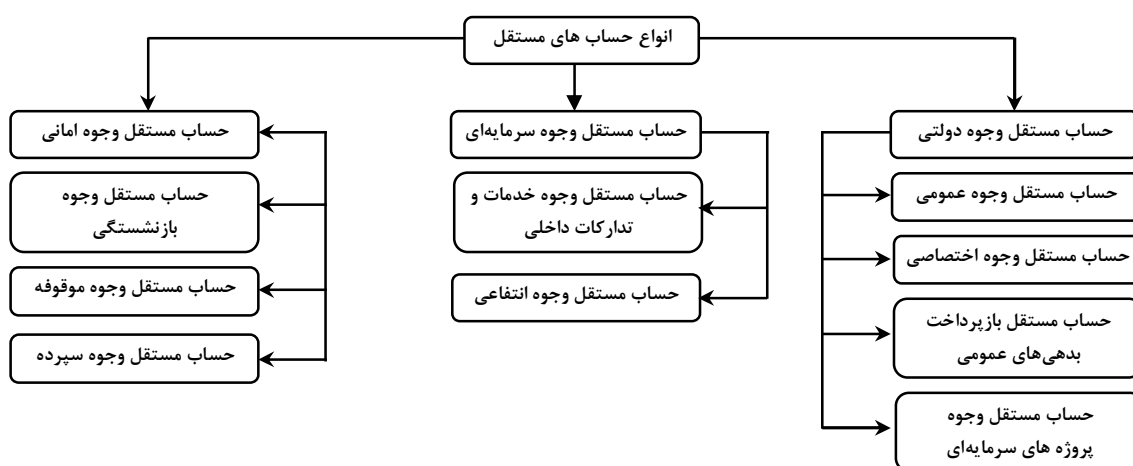 انواع حساب های مستقل
حساب مستقل وجوه دولتی
حساب مستقل وجوه عمومی
حساب مستقل وجوه اختصاصی
حساب مستقل بازپرداخت
بدهی‌های عمومی
حساب مستقل وجوه
پروژه های سرمایه‌ای
حساب مستقل وجوه سرمایه‌ای
حساب مستقل وجوه خدمات و
تدارکات داخلی
حساب مستقل وجوه انتفاعی
حساب مستقل وجوه امانی
حساب مستقل وجوه
بازنشستگی
حساب مستقل وجوه موقوفه
حساب مستقل وجوه سپرده